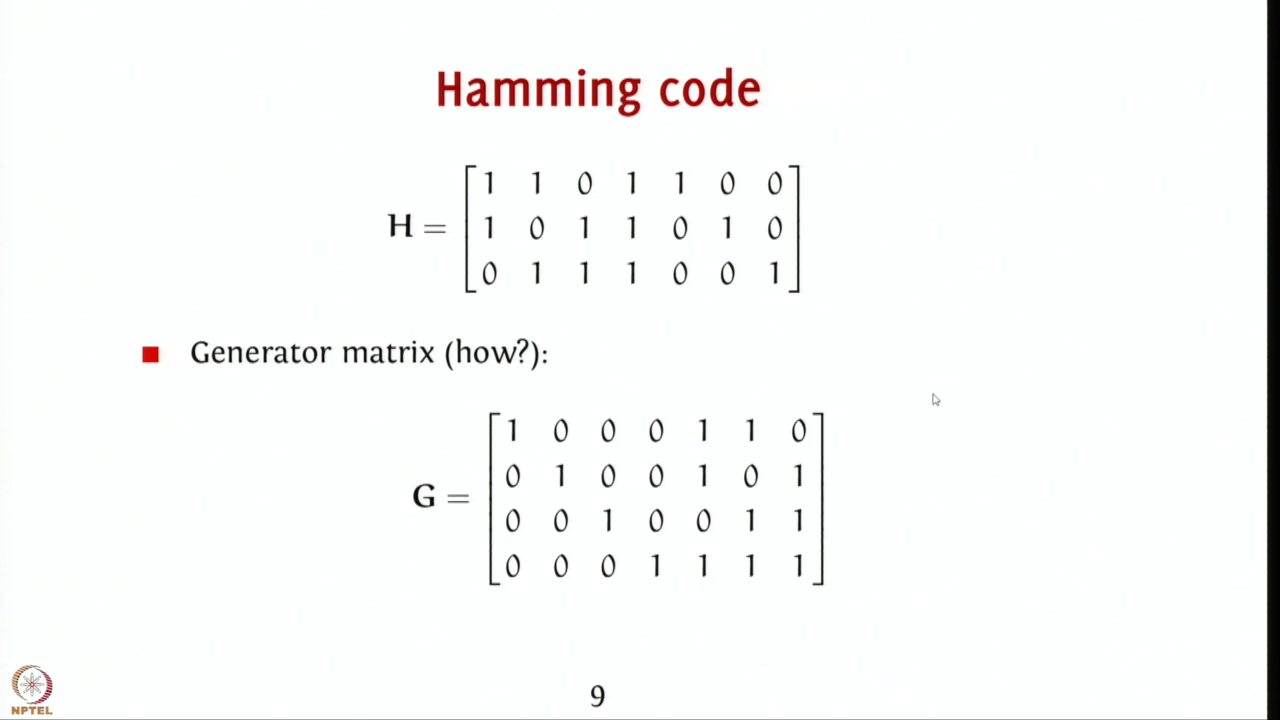 Hamming code
1 1 0 1 1 0 0
H = 1 0 1 1 0 1 0
0 1 1 1 0 0 1
■ Generator matrix (how?):
1 0 0 0 1 1 0
0 1 0 0 1 0 1
G =
0 0 1 0 0 1 1
0 0 0 1 1 1 1
NPTEL
9